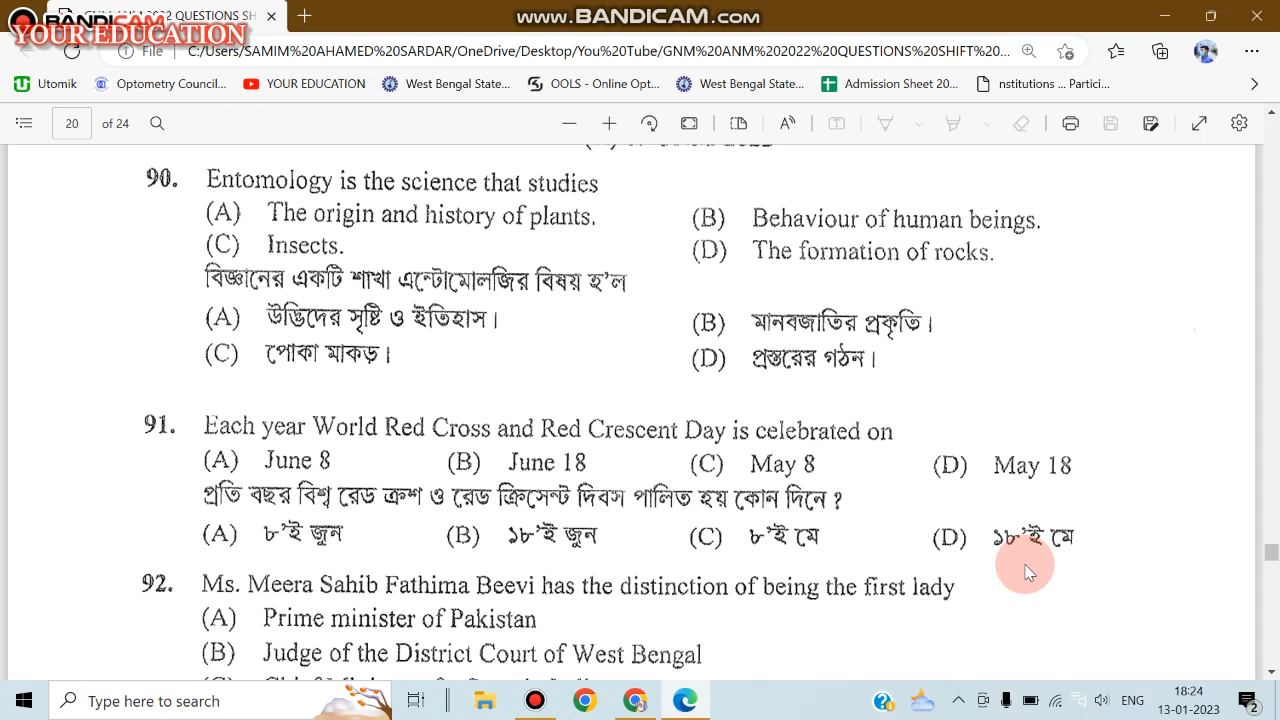 BANDICAM
QUESTIONS SH
www.BANDICAM.com
YOUR EDUCATION
File C:/Users/SAMIM%20AHAMED%20SARDAR/OneDrive/Desktop/You%20Tube/GNM%20ANM%202022%20QUESTIONS%20SHIFT%20...
Utomik Optometry Council... YOUR EDUCATION West Bengal State... OOLS - Online Opt... West Bengal State... Admission Sheet 20... nstitutions .. Partici...
20 of 24
90. Entomology is the science that studies
(A) The origin and history of plants. (B) Behaviour of human beings.
(C) Insects. (D) The formation of rocks.
বিজ্ঞানের একটি শাখা এন্টোমোলজির বিষয় হ’ল
(A) উদ্ভিদের সৃষ্টি ও ইতিহাস। (B) মানবজাতির প্রকৃতি।
(C) পোকা মাকড়। (D) প্রস্তরের গঠন।
91. Each year World Red Cross and Red Crescent Day is celebrated on
(A) June 8 (B) June 18 (C) May 8 (D) May 18
প্রতি বছর বিশ্ব রেড ক্রশ ও রেড ক্রিসেন্ট দিবস পালিত হয় কোন দিনে ?
(A) ৮’ই জুন (B) ১৮’ই জুন (C) ৮’ই মে (D) ১৮’ই মে
92. Ms. Meera Sahib Fathima Beevi has the distinction of being the first lady
(A) Prime minister of Pakistan
(B) Judge of the District Court of West Bengal
Type here to search
ENG
18:24
13-01-2023
2